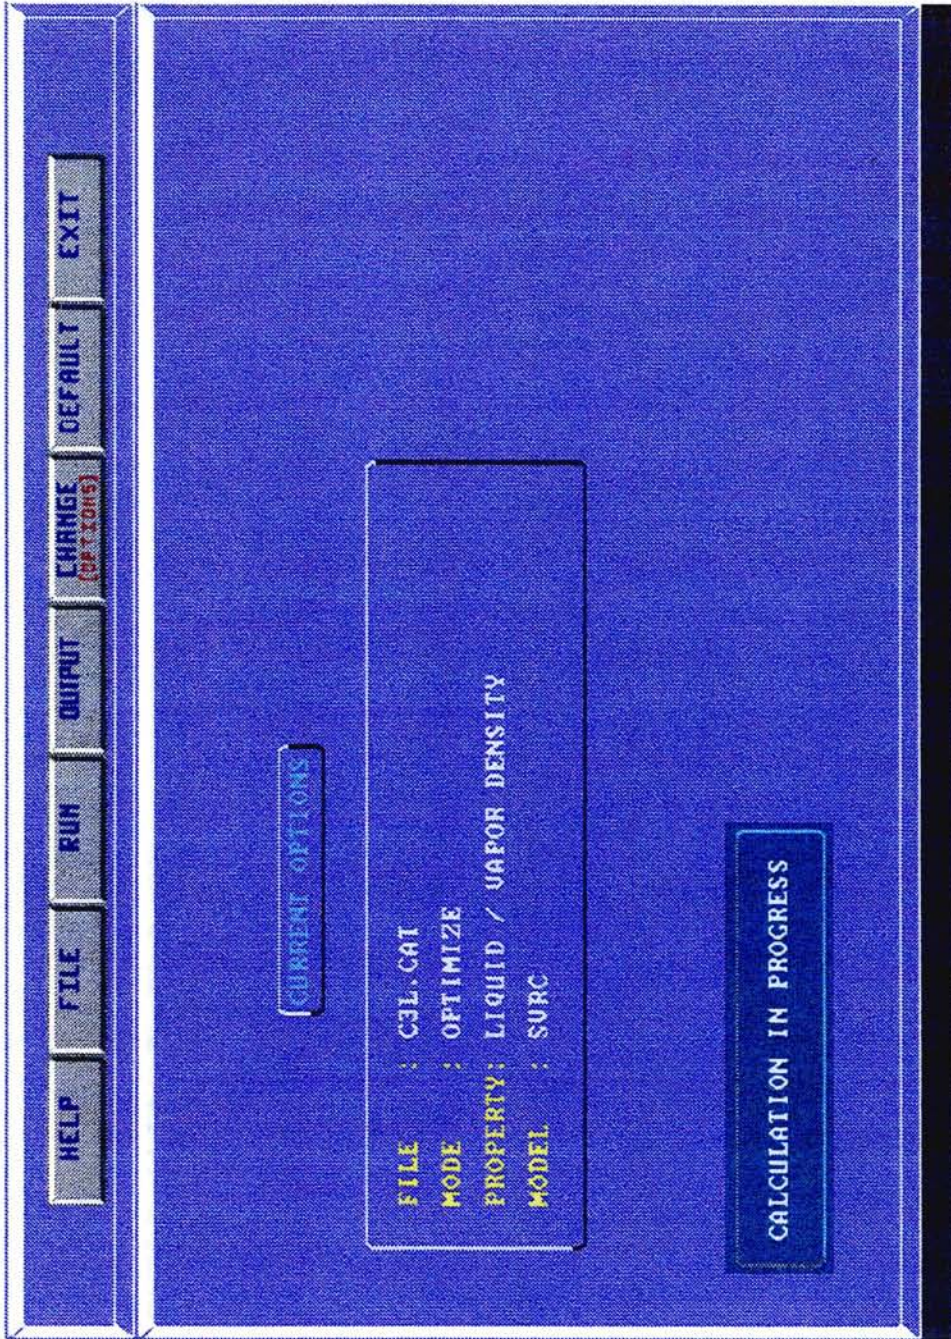 HELP FILE RUN OUTPUT CHANGE DEFAULT EXIT
(OPTIONS)
CURRENT OPTIONS
FILE : C3L.CAT
MODE : OPTIMIZE
PROPERTY: LIQUID / VAPOR DENSITY
MODEL : SVRC
CALCULATION IN PROGRESS